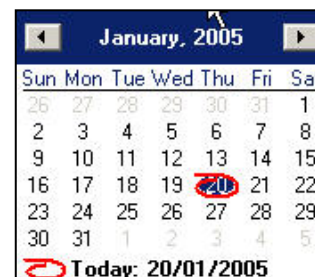 January, 2005
Sun Mon Tue Wed Thu Fri Sa
26 27 28 29 30 31 1
2 3 4 5 6 7 8
9 10 11 12 13 14 15
16 17 18 19 20 21 22
23 24 25 26 27 28 29
30 31 1 2 3 4 5
Today: 20/01/2005